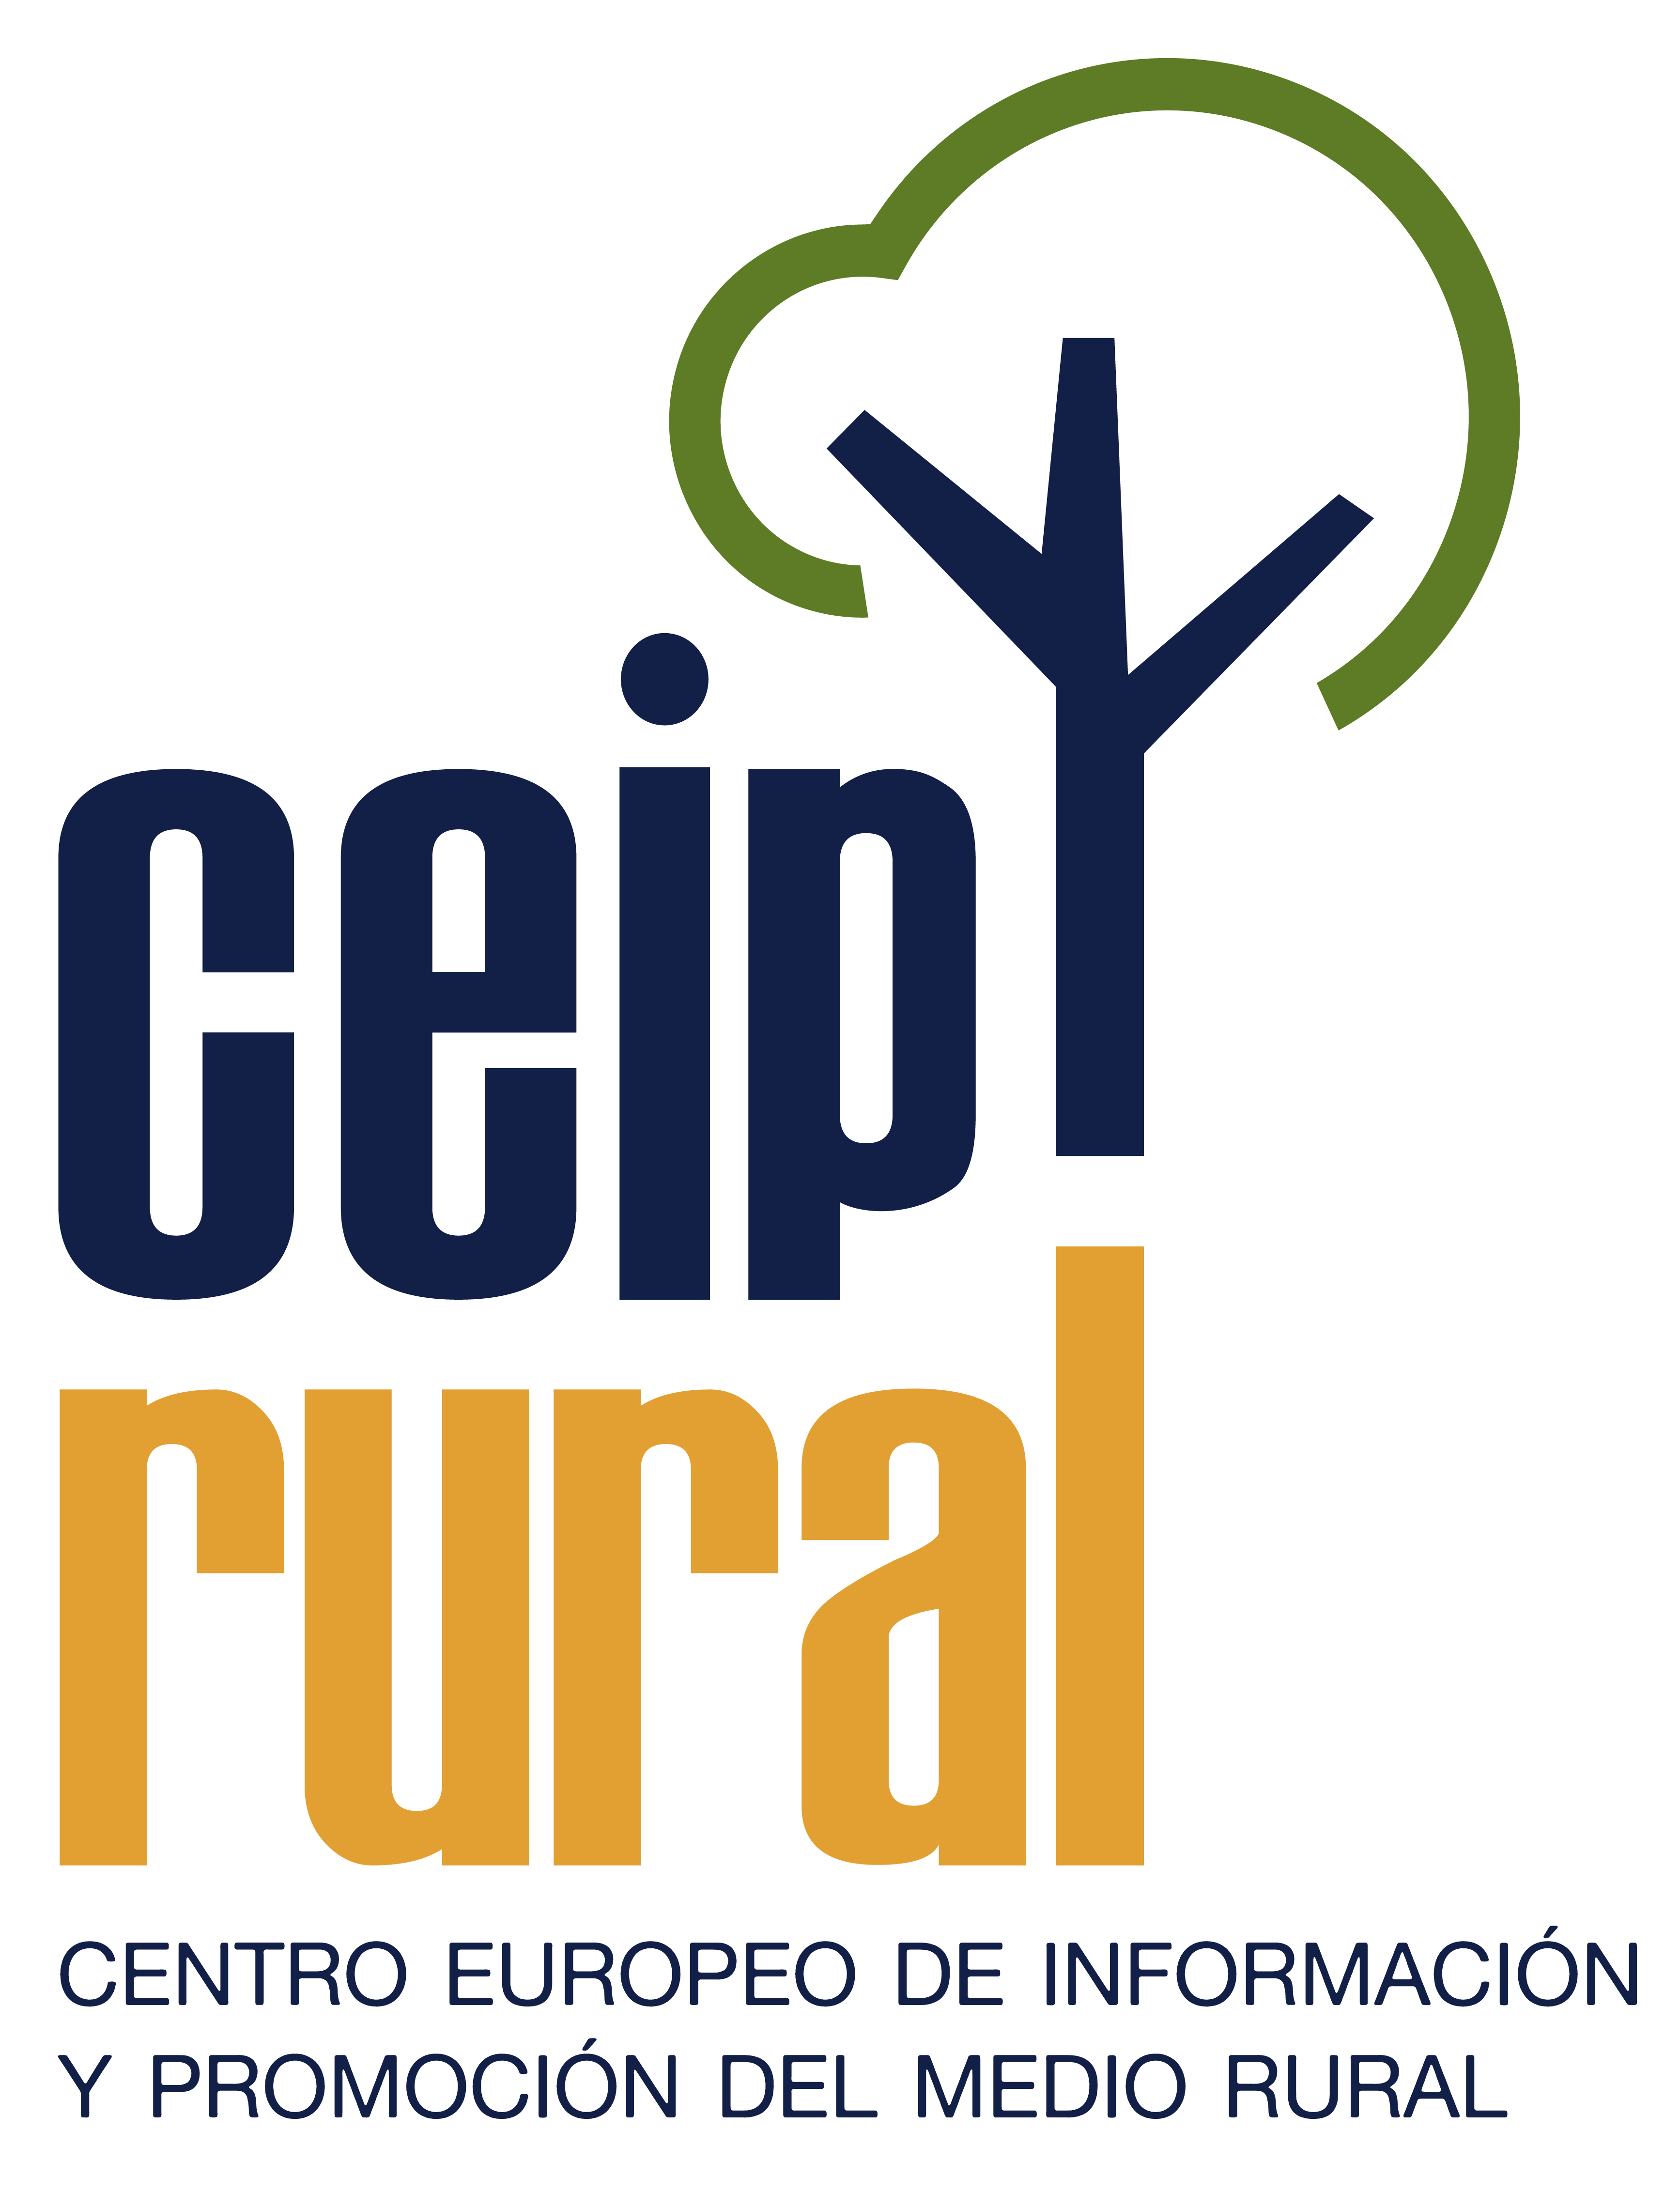 ceip
rural
CENTRO EUROPEO DE INFORMACIÓN
Y PROMOCIÓN DEL MEDIO RURAL